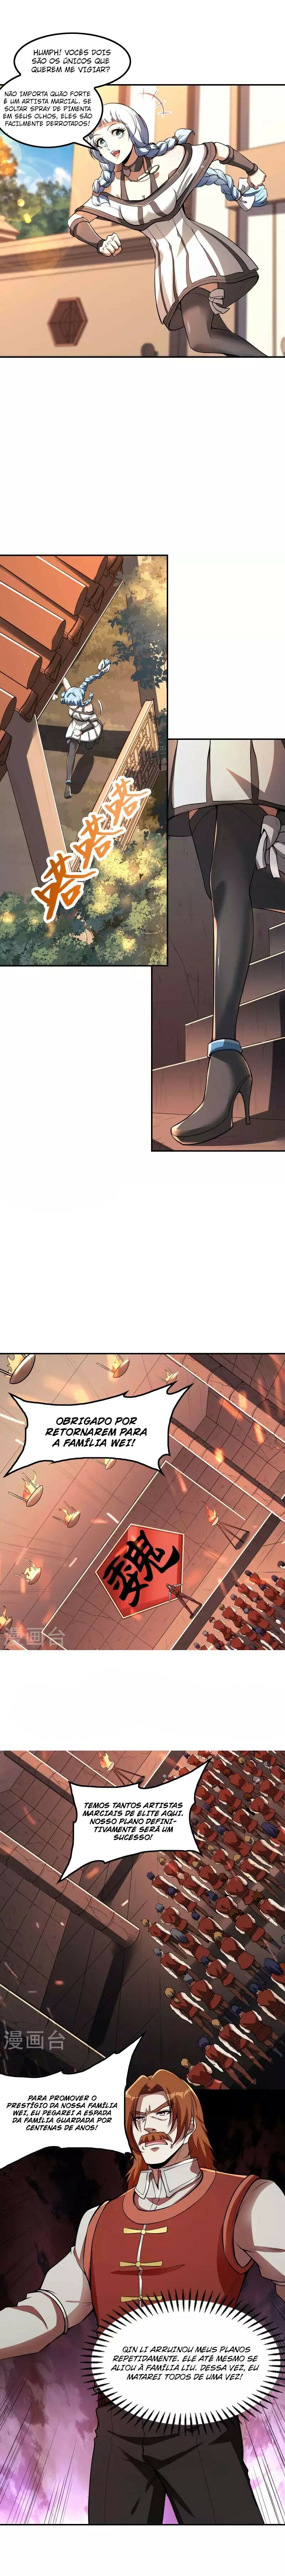 HUMPH! VOCÊS DOIS
SÃO OS ÚNICOS QUE
QUEREM ME VIGIAR?
NÃO IMPORTA QUÃO FORTE
É UM ARTISTA MARCIAL. SE
SOLTAR SPRAY DE PIMENTA
EM SEUS OLHOS, ELES SÃO
FACILMENTE DERROTADOS!
嗒嗒嗒
OBRIGADO POR
RETORNAREM PARA
A FAMÍLIA WEI!
魏
漫画台
TEMOS TANTOS ARTISTAS
MARCIAIS DE ELITE AQUI.
NOSSO PLANO DEFINI-
TIVAMENTE SERÁ UM
SUCESSO!
漫画台
PARA PROMOVER O
PRESTÍGIO DA NOSSA FAMÍLIA
WEI, EU PEGAREI A ESPADA
DA FAMÍLIA GUARDADA POR
CENTENAS DE ANOS!
QIN LI ARRUINOU MEUS PLANOS
REPETIDAMENTE. ELE ATÉ MESMO SE
ALIOU À FAMÍLIA LIU. DESSA VEZ, EU
MATAREI TODOS DE UMA VEZ!